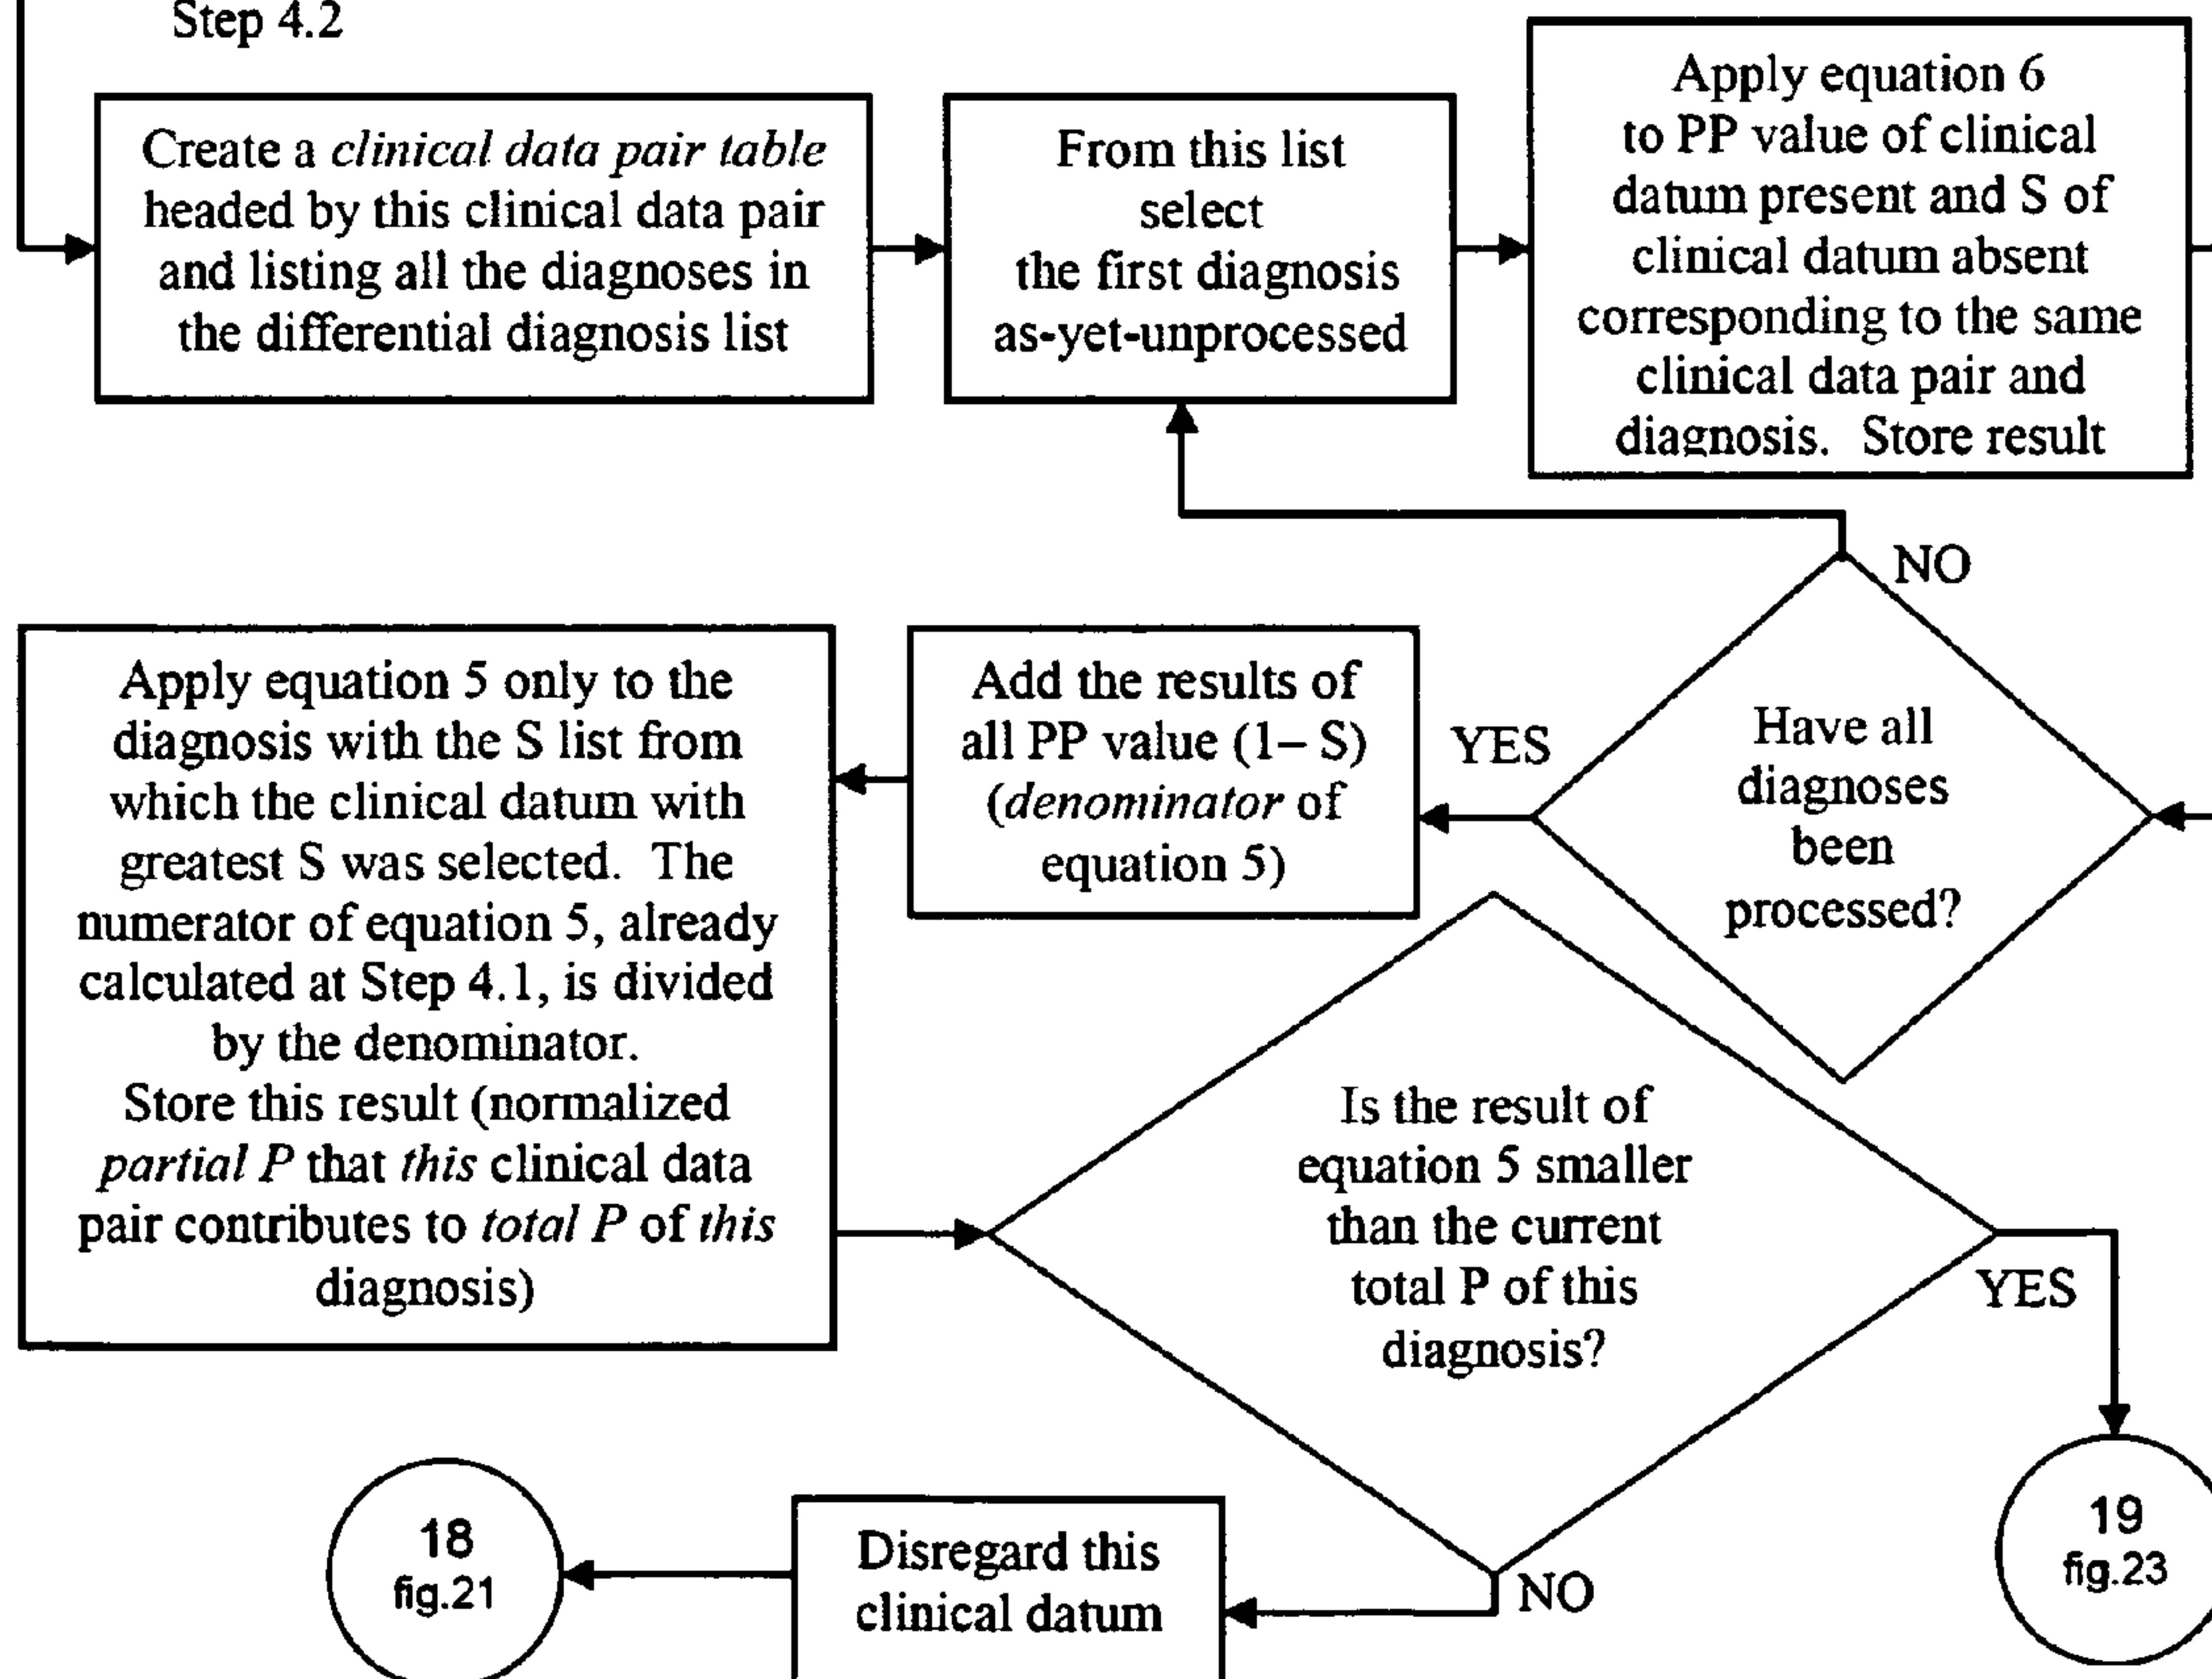 Step 4.2
Create a clinical data pair table
headed by this clinical data pair
and listing all the diagnoses in
the differential diagnosis list
From this list
select
the first diagnosis
as-yet-unprocessed
Apply equation 6
to PP value of clinical
datum present and S of
clinical datum absent
corresponding to the same
clinical data pair and
diagnosis. Store result
NO
Have all
diagnoses
been
processed?
YES
Add the results of
all PP value (1– S)
(denominator of
equation 5)
Apply equation 5 only to the
diagnosis with the S list from
which the clinical datum with
greatest S was selected. The
numerator of equation 5, already
calculated at Step 4.1, is divided
by the denominator.
Store this result (normalized
partial P that this clinical data
pair contributes to total P of this
diagnosis)
Is the result of
equation 5 smaller
than the current
total P of this
diagnosis?
YES
19
fig.23
NO
Disregard this
clinical datum
18
fig.21